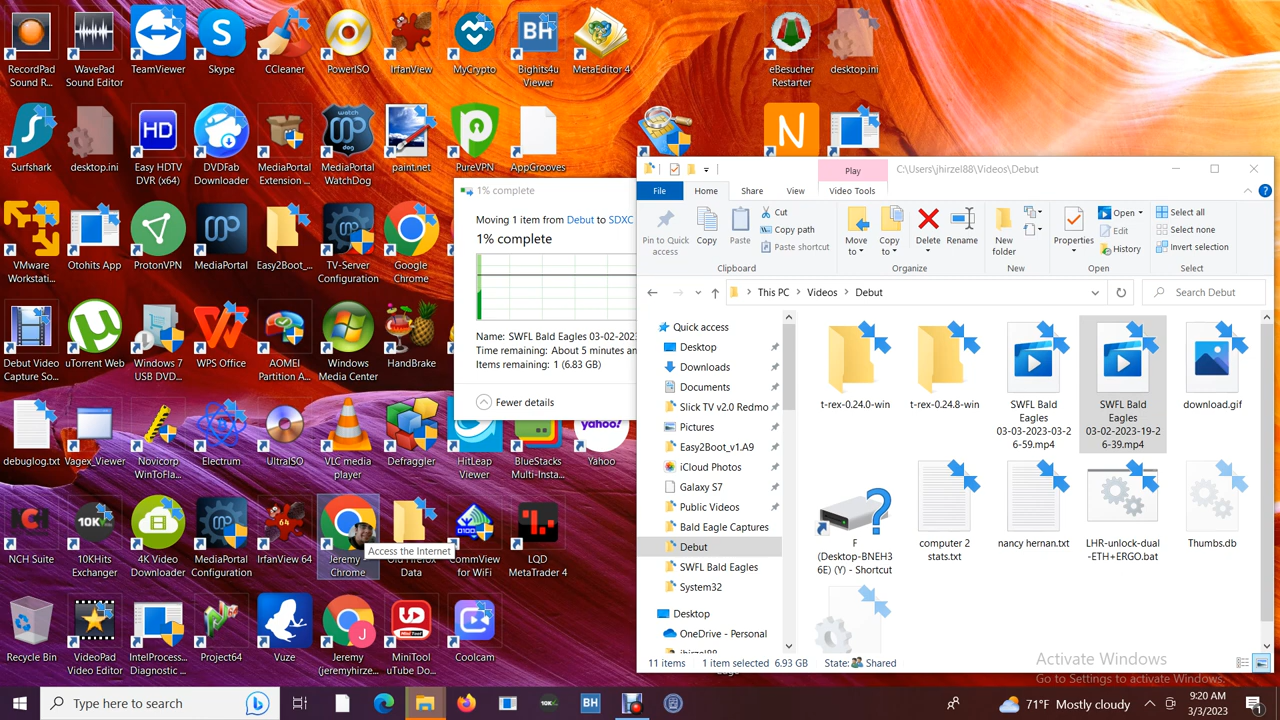 RecordPad
Sound R...
WavePad
Sound Editor
TeamViewer
Skype
CCleaner
PowerISO
IrfanView
MyCrypto
BH
Bighits4u
Viewer
MetaEditor 4
eBesucher
Restarter
desktop.ini
Surfshark
desktop.ini
HD
Easy HDTV
DVR (x64)
DVDFab
Downloader
MediaPortal
Extension ...
watch
dog
MediaPortal
WatchDog
paint.net
PurePVN
AppGrooves
N
VMware
Workstati...
Otohits App
ProtonVPN
MediaPortal
Easy2Boot_...
TV-Server
Configuration
Google
Chrome
Debut Video
Capture So...
uTorrent Web
Windows 7
USB DVD...
WPS Office
AOMEI
Partition A...
Windows
Media Center
HandBrake
debuglog.txt
Vagex_Viewer
Novicorp
WinToFla...
Electrum
UltraISO
VLC media
player
Defraggler
HitLeap
Viewer
BlueStacks
Multi-Insta...
yahoo!
Yahoo
NCH Suite
10KH
10KHits
Exchanger
4K Video
Downloader
MediaPortal
Configuration
64
IrfanView 64
Jeremy -
Chrome
Access the Internet
Old Firefox
Data
0100
CommView
for WiFi
LQD
MetaTrader 4
Recycle Bin
VideoPad
Video Editor
IntelProcess...
Diagnostic ...
Project64
Vuze
J
Jeremy
(jeremyhirze...
MiniTool
uTube Do...
Coolcam
1% complete
Moving 1 item from Debut to SDXC
1% complete
Name: SWFL Bald Eagles 03-02-2023
Time remaining: About 5 minutes an
Items remaining: 1 (6.83 GB)
Fewer details
Play
C:\Users\jhirzel88\Videos\Debut
File
Home
Share
View
Video Tools
Pin to Quick
access
Copy
Paste
Cut
Copy path
Paste shortcut
Clipboard
Move
to
Copy
to
Delete
Rename
Organize
New
folder
New
Properties
Open
Edit
History
Open
Select all
Select none
Invert selection
Select
This PC
Videos
Debut
Search Debut
Quick access
Desktop
Downloads
Documents
Slick TV v2.0 Redmo
Pictures
Easy2Boot_v1.A9
iCloud Photos
Galaxy S7
Public Videos
Bald Eagle Captures
Debut
SWFL Bald Eagles
System32
Desktop
OneDrive - Personal
jhirzel88
t-rex-0.24.0-win
t-rex-0.24.8-win
SWFL Bald
Eagles
03-03-2023-03-2
6-59.mp4
SWFL Bald
Eagles
03-02-2023-19-2
6-39.mp4
download.gif
F
(Desktop-BNEH3
6E) (Y) - Shortcut
computer 2
stats.txt
nancy hernan.txt
LHR-unlock-dual
-ETH+ERGO.bat
Thumbs.db
11 items
1 item selected 6.93 GB
State: Shared
Activate Windows
Go to Settings to activate Windows.
Type here to search
10K
BH
71°F Mostly cloudy
9:20 AM
3/3/2023
1